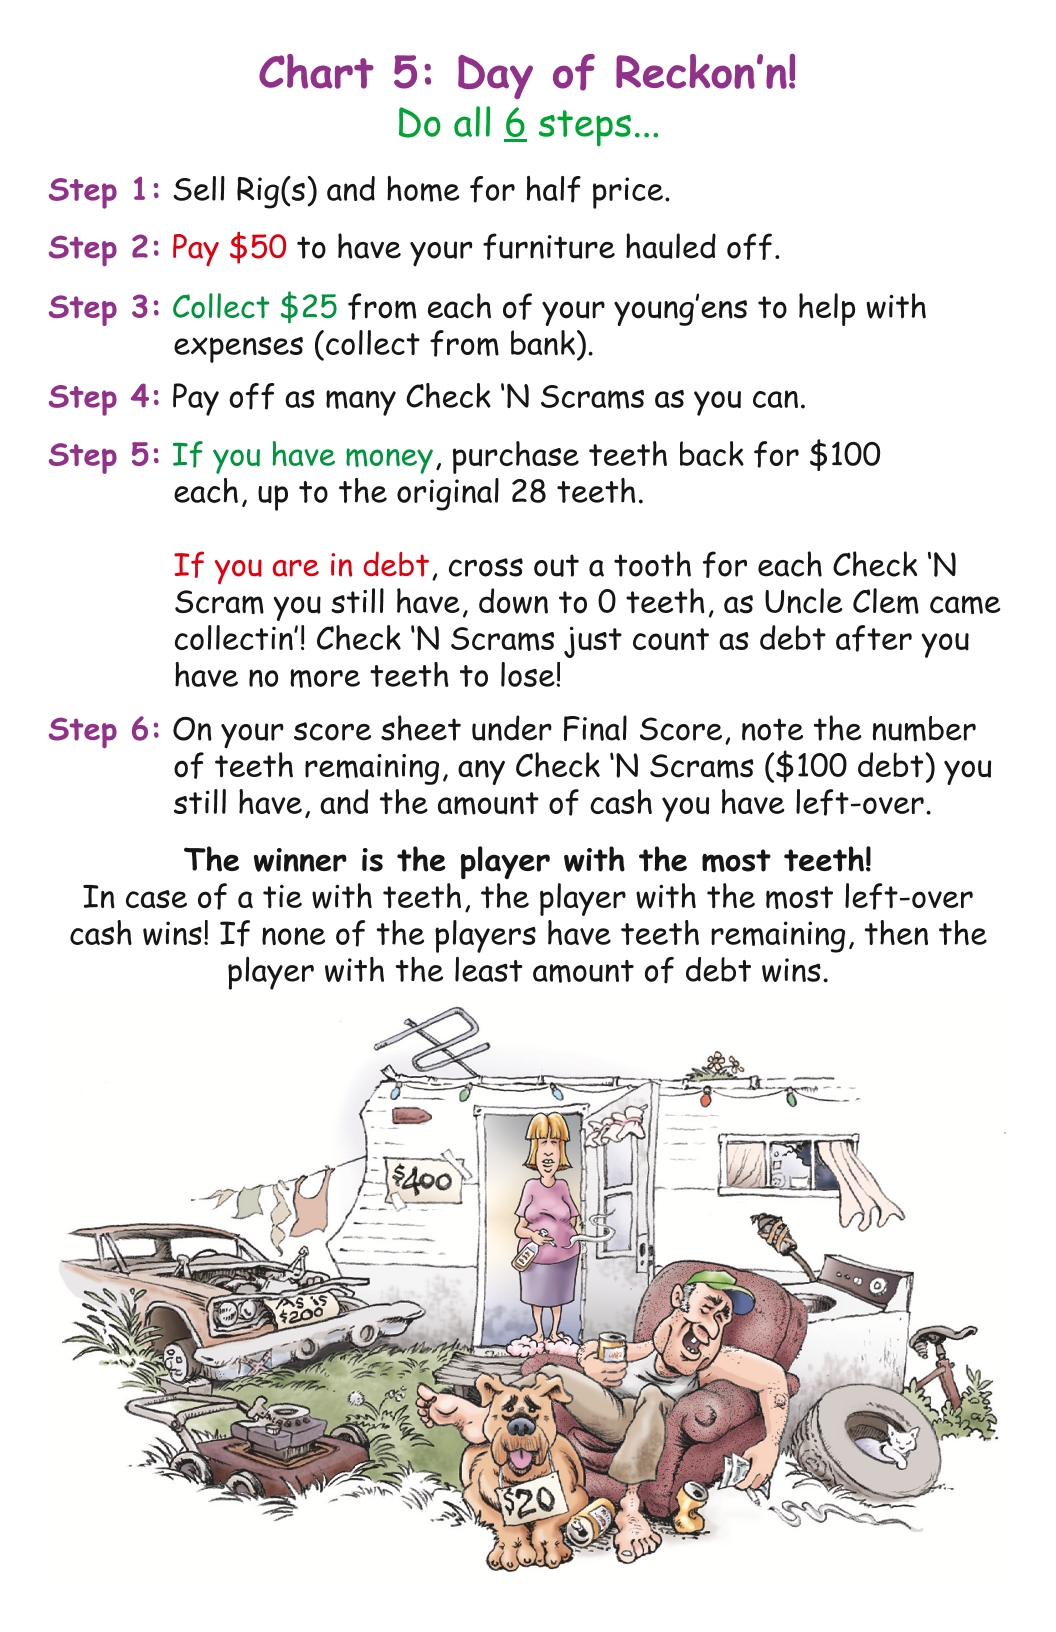 Chart 5: Day of Reckon’n!
Do all 6 steps...
Step 1: Sell Rig(s) and home for half price.
Step 2: Pay $50 to have your furniture hauled off.
Step 3: Collect $25 from each of your young’ens to help with
expenses (collect from bank).
Step 4: Pay off as many Check ‘N Scrams as you can.
Step 5: If you have money, purchase teeth back for $100
each, up to the original 28 teeth.
If you are in debt, cross out a tooth for each Check ‘N
Scram you still have, down to 0 teeth, as Uncle Clem came
collectin’! Check ‘N Scrams just count as debt after you
have no more teeth to lose!
Step 6: On your score sheet under Final Score, note the number
of teeth remaining, any Check ‘N Scrams ($100 debt) you
still have, and the amount of cash you have left-over.
The winner is the player with the most teeth!
In case of a tie with teeth, the player with the most left-over
cash wins! If none of the players have teeth remaining, then the
player with the least amount of debt wins.
$400
AS IS
$200
$20